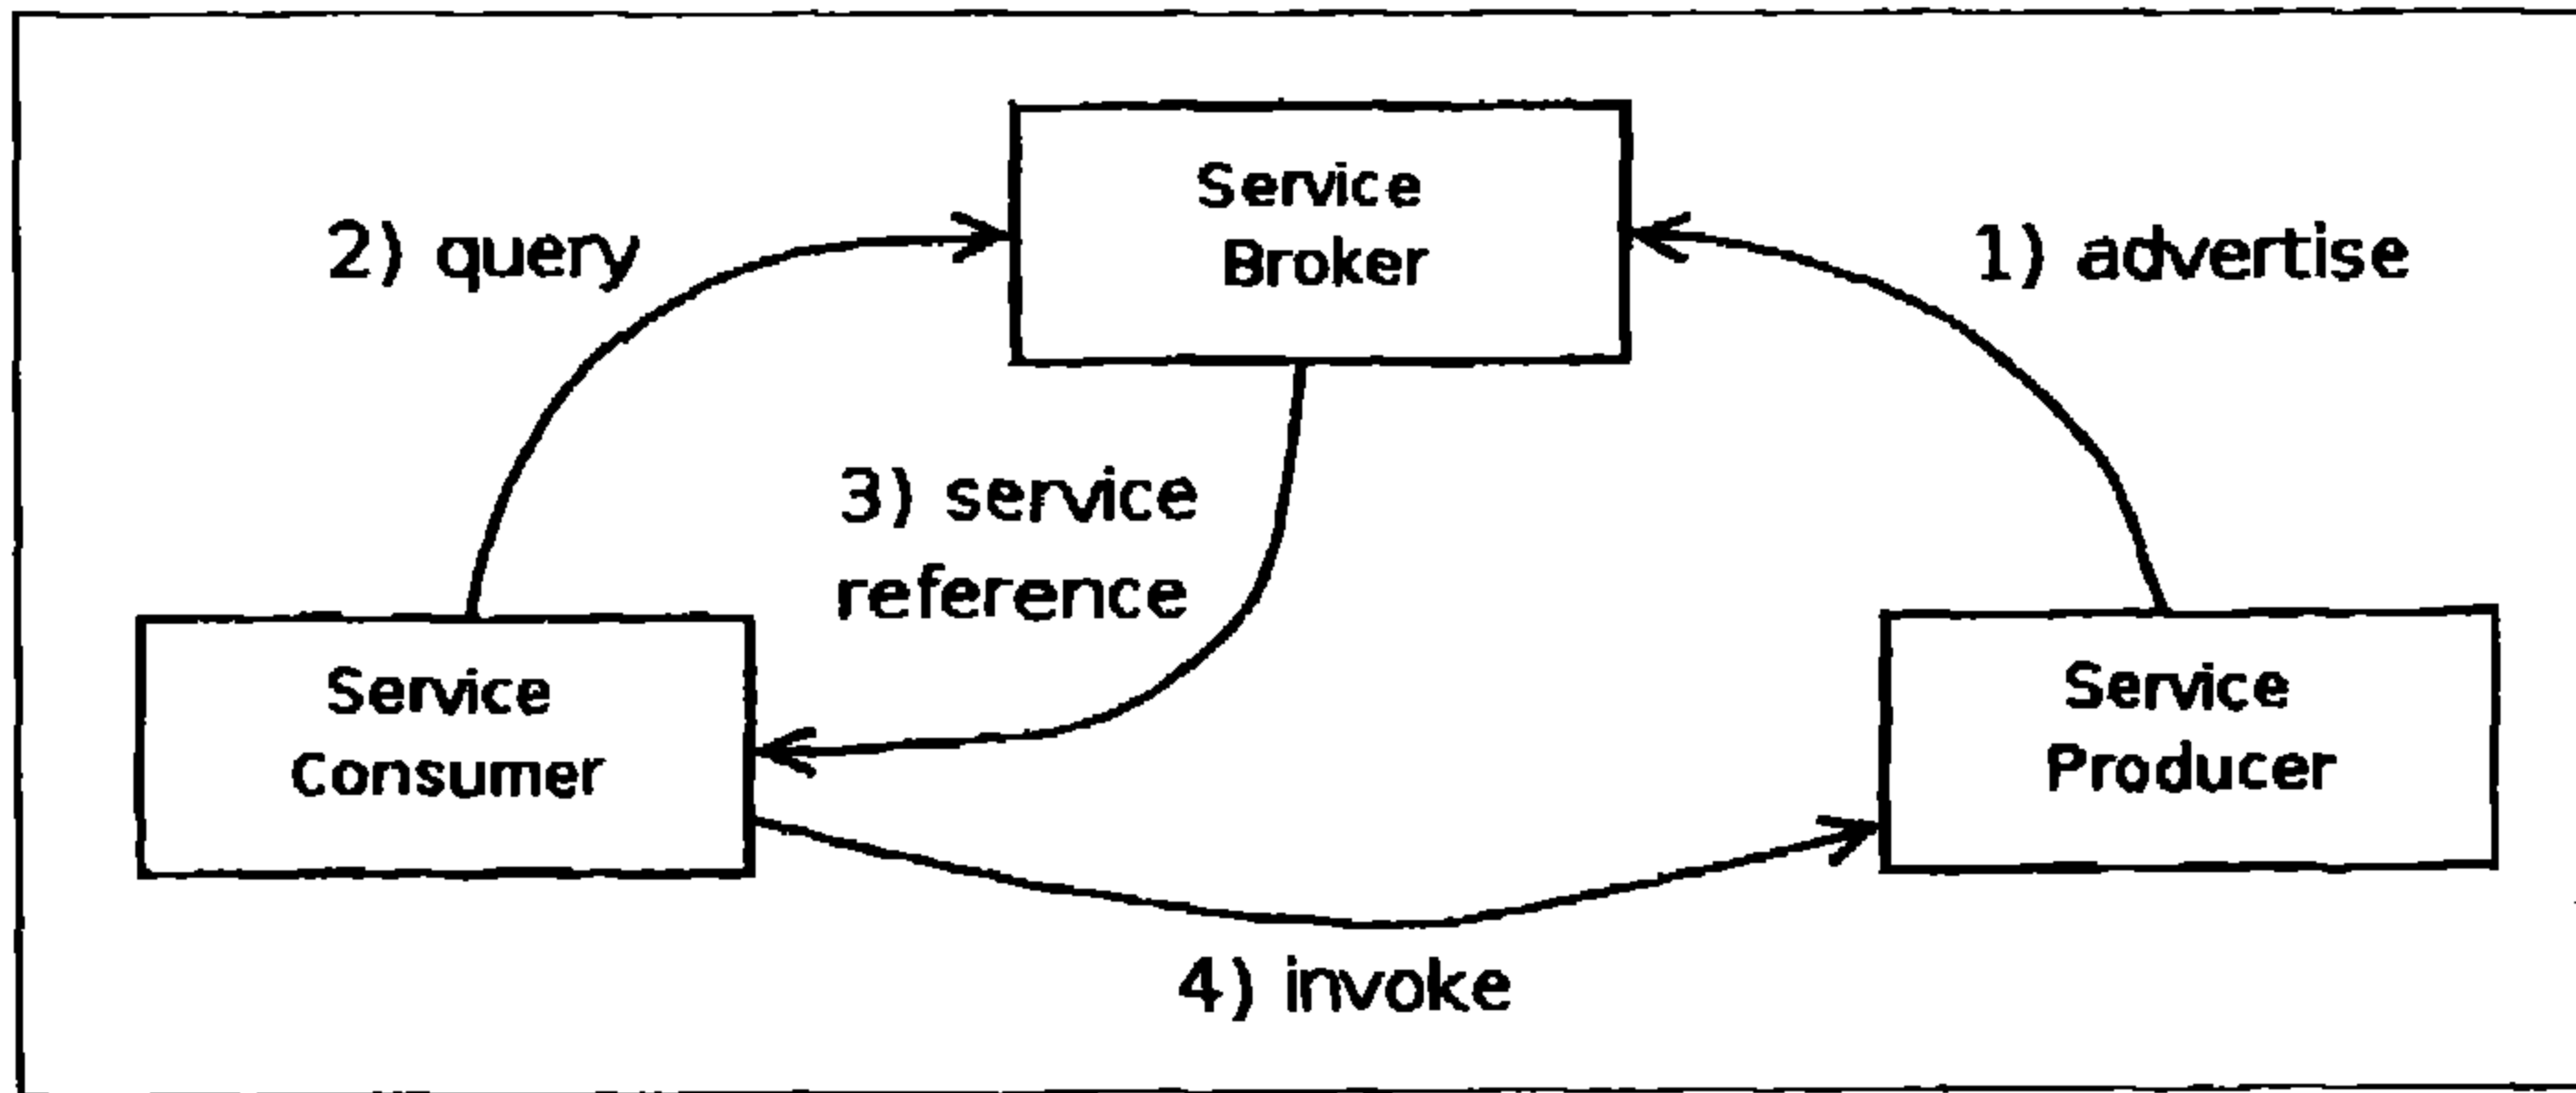 Service
Broker
2) query
1) advertise
3) service
reference
Service
Consumer
Service
Producer
4) invoke